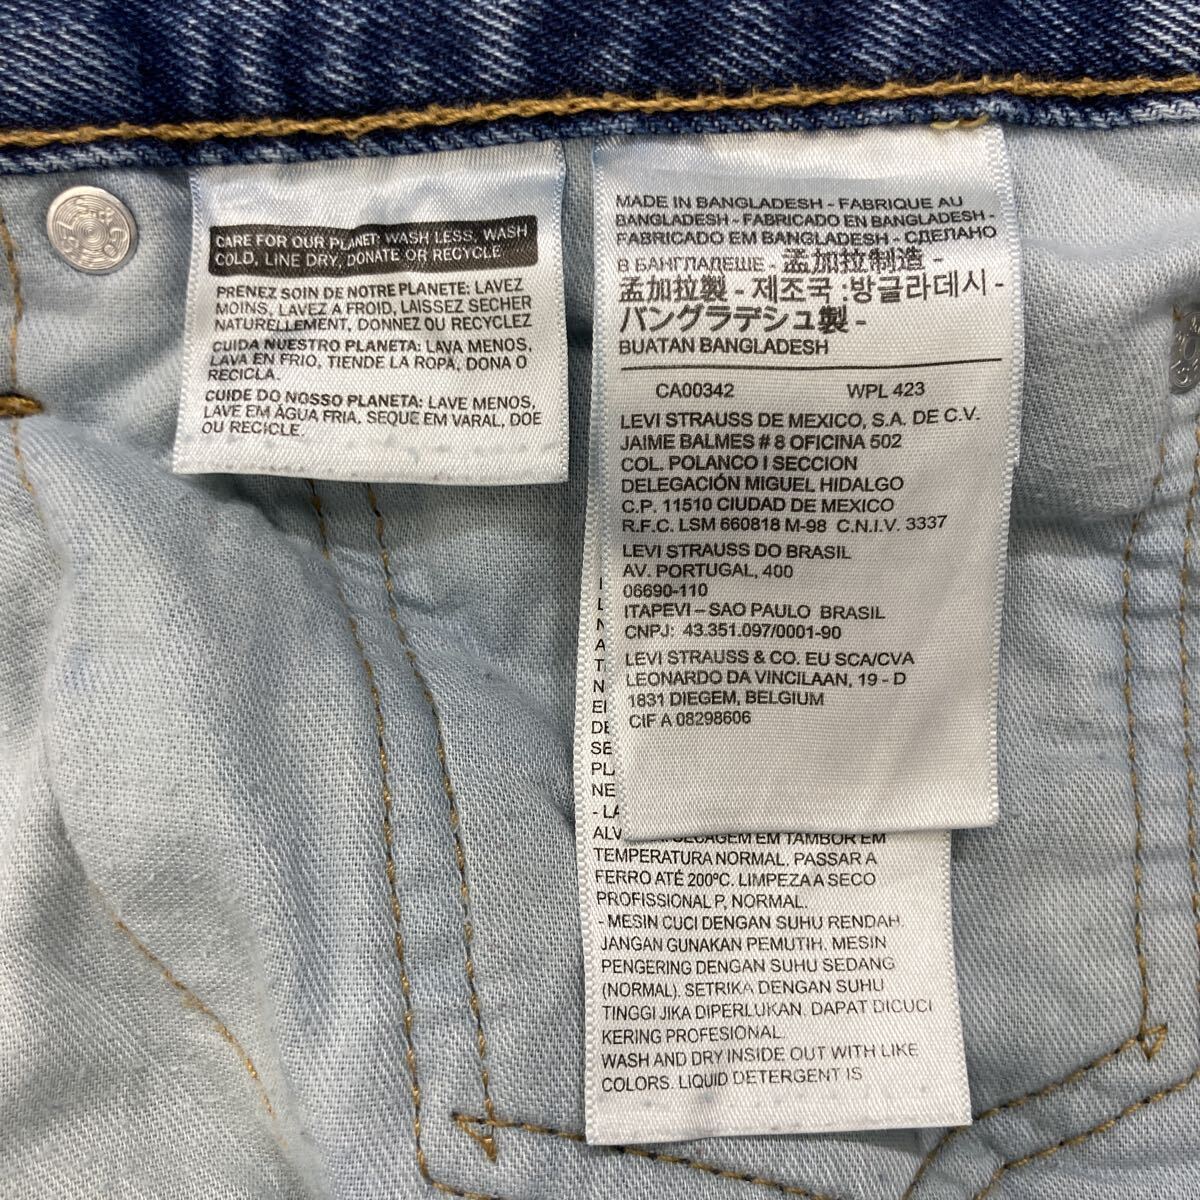 CARE FOR OUR PLANET: WASH LESS, WASH
COLD, LINE DRY, DONATE OR RECYCLE
PRENEZ SOIN DE NOTRE PLANETE: LAVEZ
MOINS, LAVEZ A FROID, LAISSEZ SECHER
NATURELLEMENT, DONNEZ OU RECYCLEZ
CUIDA NUESTRO PLANETA: LAVA MENOS,
LAVA EN FRIO, TIENDE LA ROPA, DONA O
RECICLA.
CUIDE DO NOSSO PLANETA: LAVE MENOS,
LAVE EM ÁGUA FRIA, SEQUE EM VARAL, DOE
OU RECICLE.
MADE IN BANGLADESH - FABRIQUE AU
BANGLADESH - FABRICADO EN BANGLADESH -
FABRICADO EM BANGLADESH - СДЕЛАНО
В БАНГЛАДЕШЕ - 孟加拉制造 -
孟加拉製 - 제조국 :방글라데시 -
バングラデシュ製 -
BUATAN BANGLADESH
CA00342 WPL 423
LEVI STRAUSS DE MEXICO, S.A. DE C.V.
JAIME BALMES # 8 OFICINA 502
COL. POLANCO I SECCION
DELEGACIÓN MIGUEL HIDALGO
C.P. 11510 CIUDAD DE MEXICO
R.F.C. LSM 660818 M-98 C.N.I.V. 3337
LEVI STRAUSS DO BRASIL
AV. PORTUGAL, 400
06690-110
ITAPEVI – SAO PAULO BRASIL
CNPJ: 43.351.097/0001-90
LEVI STRAUSS & CO. EU SCA/CVA
LEONARDO DA VINCILAAN, 19 - D
1831 DIEGEM, BELGIUM
CIF A 08298606
EM TAMBOR EM
TEMPERATURA NORMAL. PASSAR A
FERRO ATÉ 200ºC. LIMPEZA A SECO
PROFISSIONAL P, NORMAL.
- MESIN CUCI DENGAN SUHU RENDAH.
JANGAN GUNAKAN PEMUTIH. MESIN
PENGERING DENGAN SUHU SEDANG
(NORMAL). SETRIKA DENGAN SUHU
TINGGI JIKA DIPERLUKAN. DAPAT DICUCI
KERING PROFESIONAL.
WASH AND DRY INSIDE OUT WITH LIKE
COLORS. LIQUID DETERGENT IS